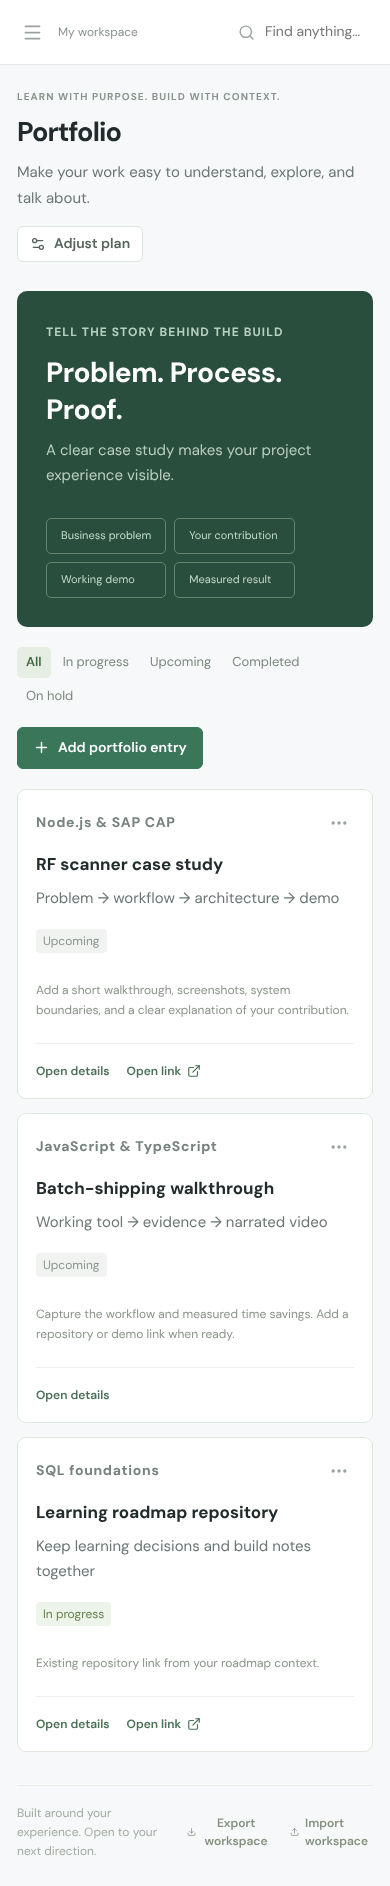 My workspace
Find anything...
LEARN WITH PURPOSE. BUILD WITH CONTEXT.
Portfolio
Make your work easy to understand, explore, and
talk about.
Adjust plan
TELL THE STORY BEHIND THE BUILD
Problem. Process.
Proof.
A clear case study makes your project
experience visible.
Business problem
Your contribution
Working demo
Measured result
All
In progress
Upcoming
Completed
On hold
Add portfolio entry
Node.js & SAP CAP
RF scanner case study
Problem → workflow → architecture → demo
Upcoming
Add a short walkthrough, screenshots, system
boundaries, and a clear explanation of your contribution.
Open details
Open link
JavaScript & TypeScript
Batch-shipping walkthrough
Working tool → evidence → narrated video
Upcoming
Capture the workflow and measured time savings. Add a
repository or demo link when ready.
Open details
SQL foundations
Learning roadmap repository
Keep learning decisions and build notes
together
In progress
Existing repository link from your roadmap context.
Open details
Open link
Built around your
experience. Open to your
next direction.
Export
workspace
Import
workspace